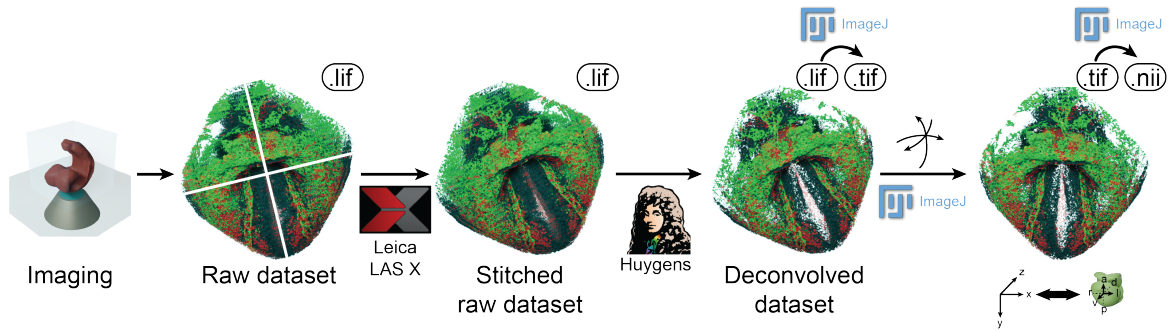 ImageJ
ImageJ
.lif
.lif
.lif
.tif
.tif
.nii
Leica
LAS X
Huygens
ImageJ
Imaging
Raw dataset
Stitched
raw dataset
Deconvolved
dataset
z
x
y
a
d
r
l
v
p